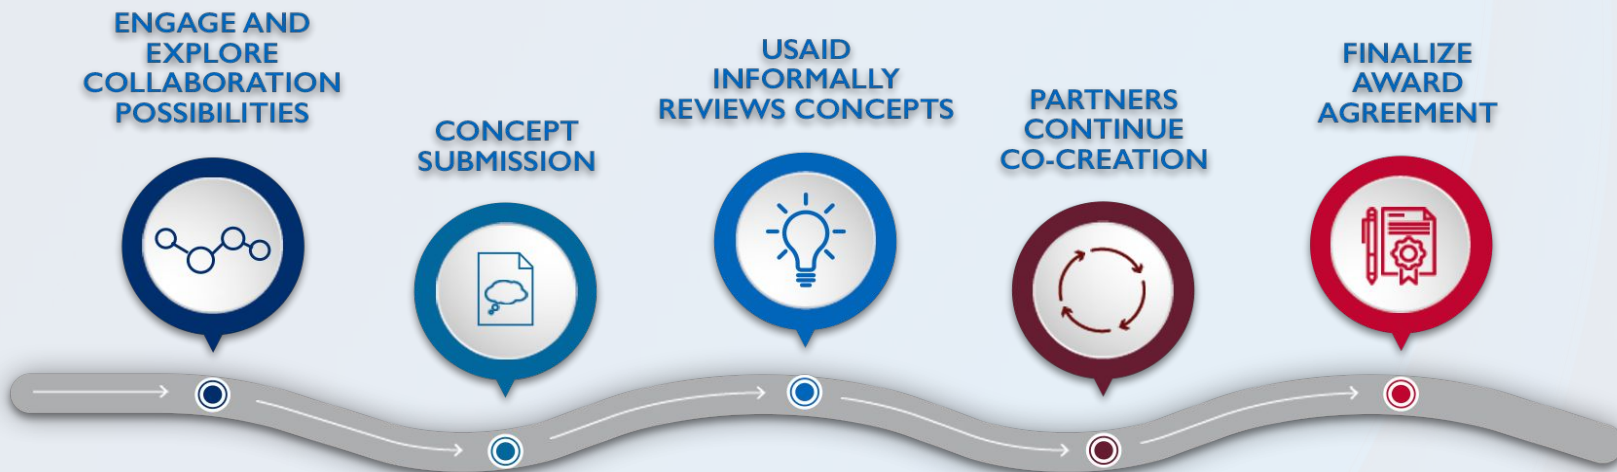 ENGAGE AND
EXPLORE
COLLABORATION
POSSIBILITIES
CONCEPT
SUBMISSION
USAID
INFORMALLY
REVIEWS CONCEPTS
PARTNERS
CONTINUE
CO-CREATION
FINALIZE
AWARD
AGREEMENT